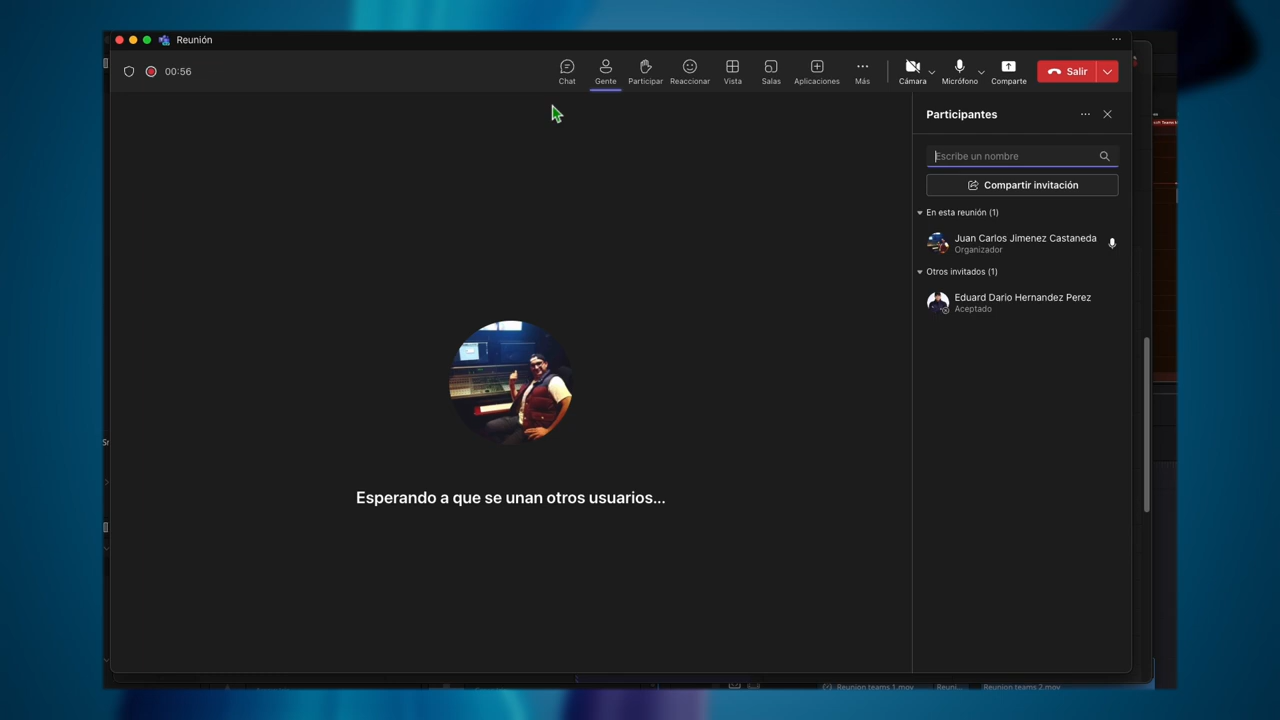 Reunión
00:56
Chat
Gente
Participar
Reaccionar
Vista
Salas
Aplicaciones
Más
Cámara
Micrófono
Comparte
Salir
Participantes
Escribe un nombre
Compartir invitación
En esta reunión (1)
Juan Carlos Jimenez Castaneda
Organizador
Otros invitados (1)
Eduard Dario Hernandez Perez
Aceptado
Esperando a que se unan otros usuarios...
Reunion teams 1.mov
Reuni...
Reunion teams 2.mov